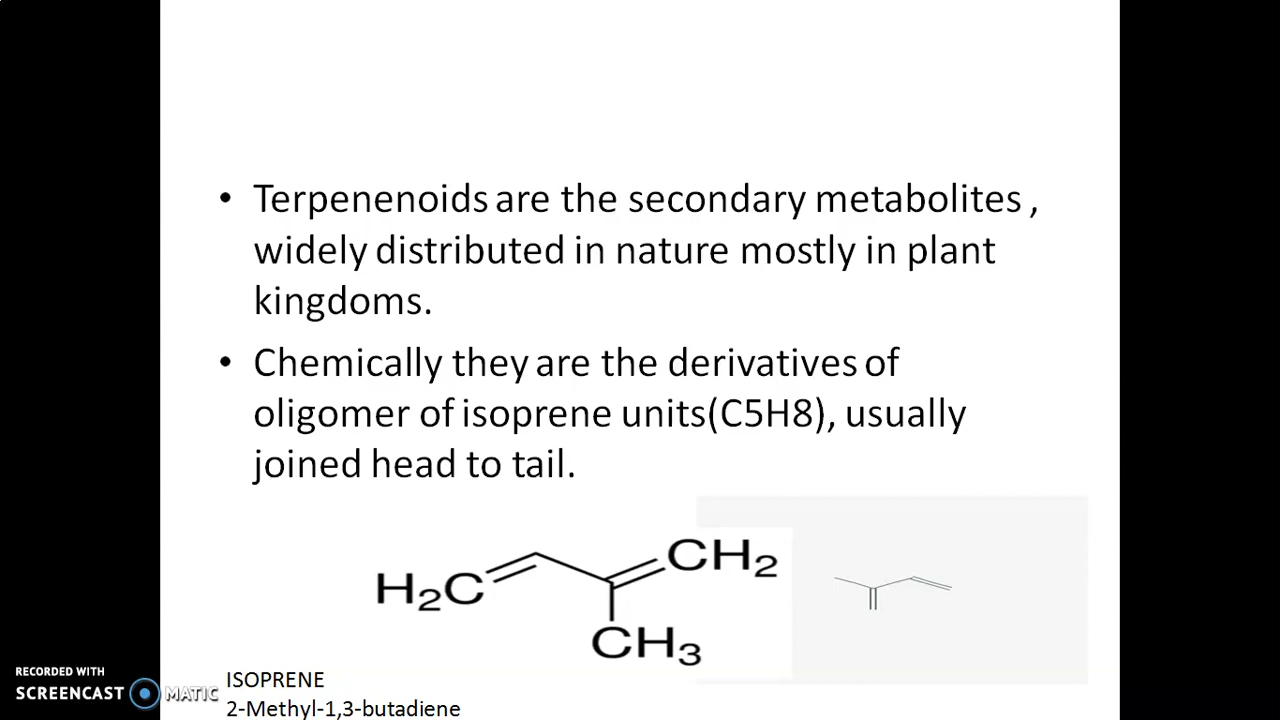 • Terpenenoids are the secondary metabolites ,
widely distributed in nature mostly in plant
kingdoms.
• Chemically they are the derivatives of
oligomer of isoprene units(C5H8), usually
joined head to tail.
H₂C
CH₂
CH₃
ISOPRENE
2-Methyl-1,3-butadiene
RECORDED WITH
SCREENCAST MATIC